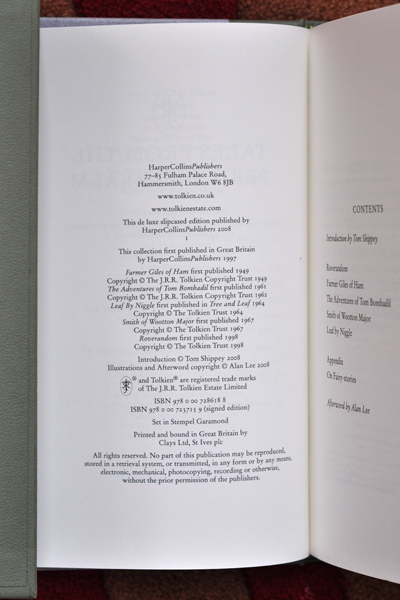 HarperCollinsPublishers
77–85 Fulham Palace Road,
Hammersmith, London W6 8JB
www.tolkien.co.uk
www.tolkienestate.com
This de luxe slipcased edition published by
HarperCollinsPublishers 2008
1
This collection first published in Great Britain
by HarperCollinsPublishers 1997
Farmer Giles of Ham first published 1949
Copyright © The J.R.R. Tolkien Copyright Trust 1949
The Adventures of Tom Bombadil first published 1961
Copyright © The J.R.R. Tolkien Copyright Trust 1962
Leaf By Niggle first published in Tree and Leaf 1964
Copyright © The Tolkien Trust 1964
Smith of Wootton Major first published 1967
Copyright © The Tolkien Trust 1967
Roverandom first published 1998
Copyright © The Tolkien Trust 1998
Introduction © Tom Shippey 2008
Illustrations and Afterword copyright © Alan Lee 2008
® and Tolkien® are registered trade marks
of The J.R.R. Tolkien Estate Limited
ISBN 978 0 00 728618 8
ISBN 978 0 00 723715 9 (signed edition)
Set in Stempel Garamond
Printed and bound in Great Britain by
Clays Ltd, St Ives plc
All rights reserved. No part of this publication may be reproduced,
stored in a retrieval system, or transmitted, in any form or by any means,
electronic, mechanical, photocopying, recording or otherwise,
without the prior permission of the publishers.
CONTENTS
Introduction by Tom Shippey
Roverandom
Farmer Giles of Ham
The Adventures of Tom Bombadil
Smith of Wootton Major
Leaf by Niggle
Appendix
On Fairy-stories
Afterword by Alan Lee